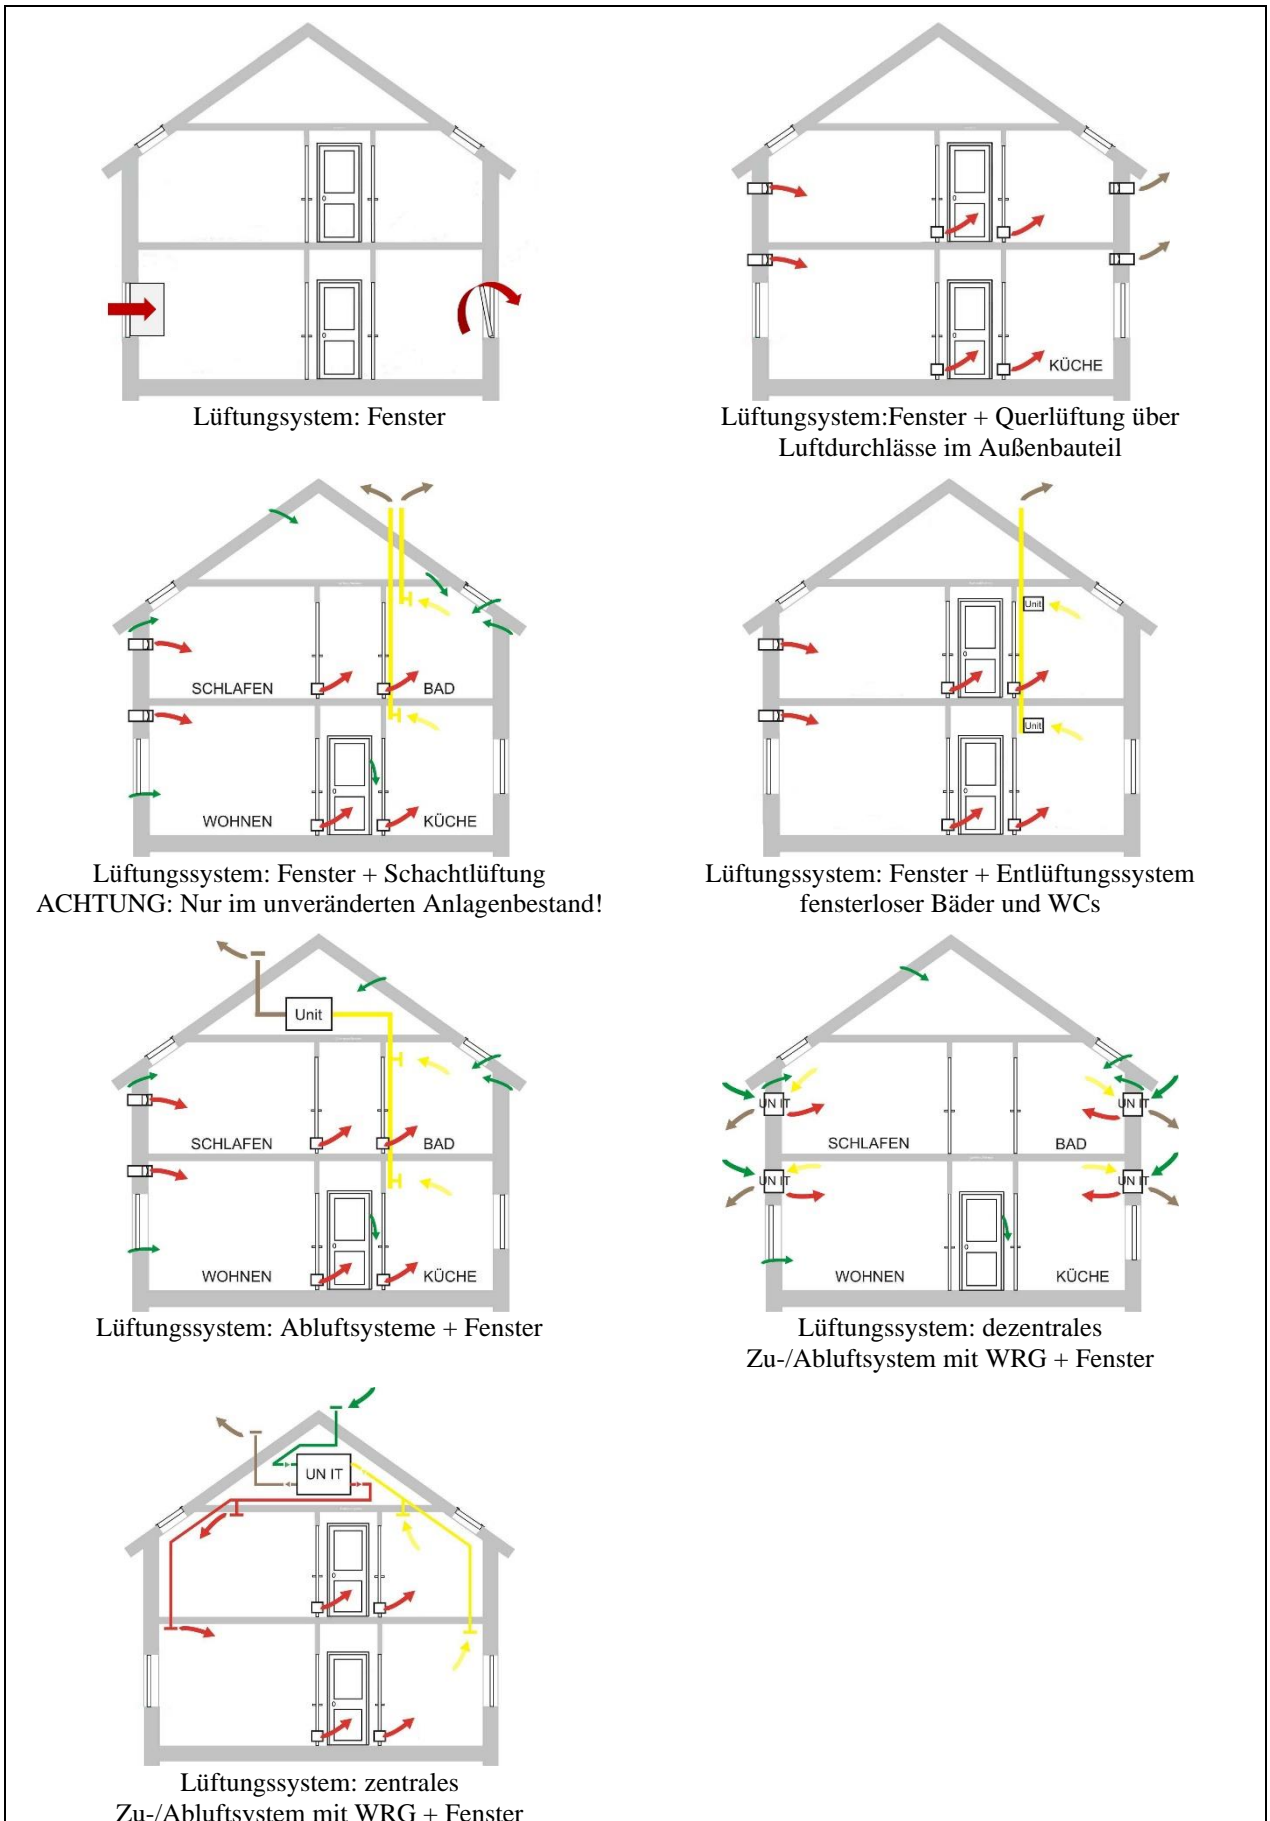 KÜCHE
Lüftungsystem: Fenster
Lüftungsystem:Fenster + Querlüftung über
Luftdurchlässe im Außenbauteil
SCHLAFEN BAD
WOHNEN KÜCHE
Lüftungssystem: Fenster + Schachtlüftung
ACHTUNG: Nur im unveränderten Anlagenbestand!
Unit
Unit
Lüftungssystem: Fenster + Entlüftungssystem
fensterloser Bäder und WCs
Unit
SCHLAFEN BAD
WOHNEN KÜCHE
Lüftungssystem: Abluftsysteme + Fenster
UN IT UN IT
SCHLAFEN BAD
UN IT UN IT
WOHNEN KÜCHE
Lüftungssystem: dezentrales
Zu-/Abluftsystem mit WRG + Fenster
UN IT
Lüftungssystem: zentrales
Zu-/Abluftsystem mit WRG + Fenster